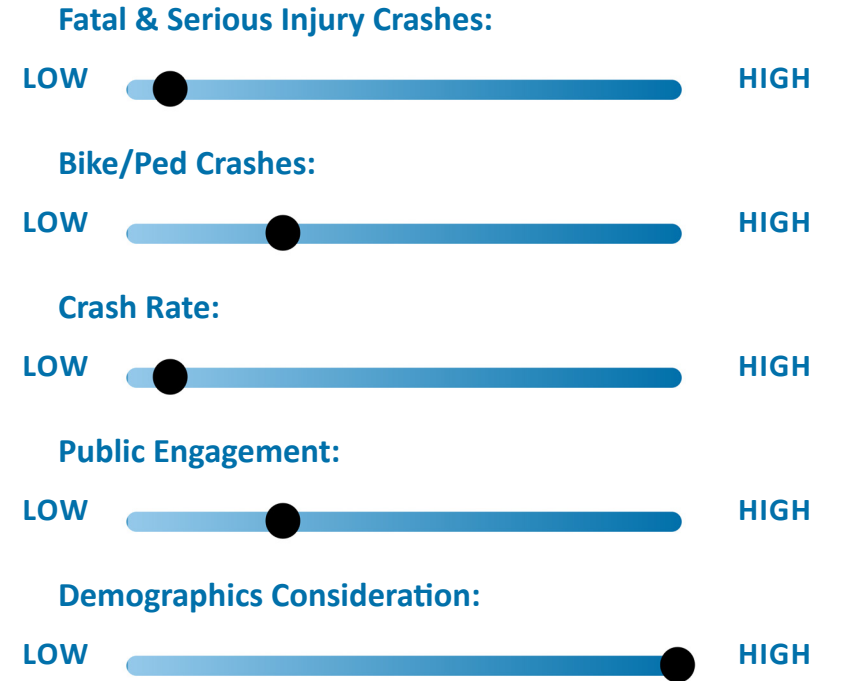 Fatal & Serious Injury Crashes:
LOW HIGH
Bike/Ped Crashes:
LOW HIGH
Crash Rate:
LOW HIGH
Public Engagement:
LOW HIGH
Demographics Consideration:
LOW HIGH